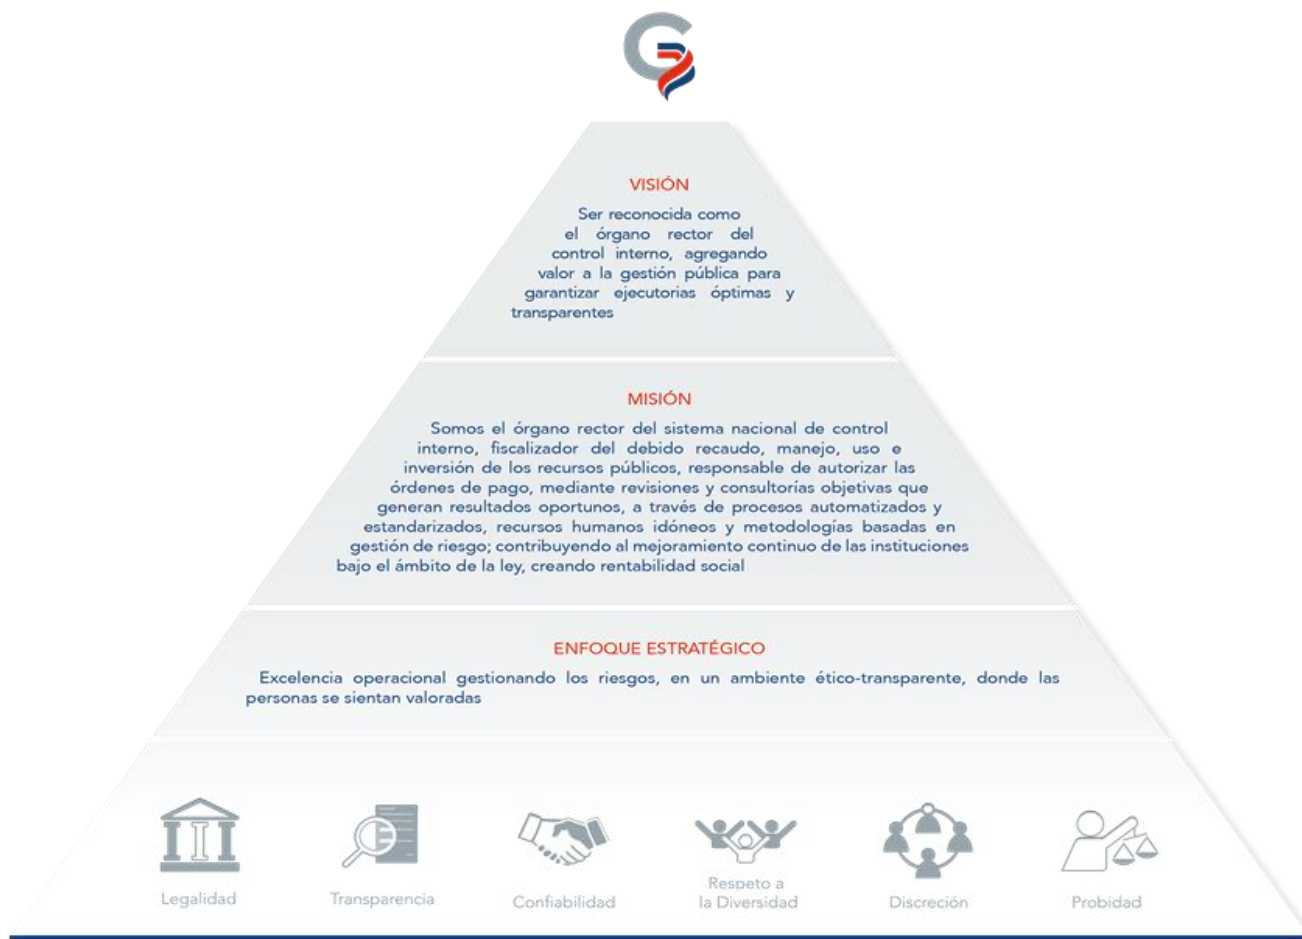 VISIÓN
Ser reconocida como
el órgano rector del
control interno, agregando
valor a la gestión pública para
garantizar ejecutorias óptimas y
transparentes
MISIÓN
Somos el órgano rector del sistema nacional de control
interno, fiscalizador del debido recaudo, manejo, uso e
inversión de los recursos públicos, responsable de autorizar las
órdenes de pago, mediante revisiones y consultorías objetivas que
generan resultados oportunos, a través de procesos automatizados y
estandarizados, recursos humanos idóneos y metodologías basadas en
gestión de riesgo; contribuyendo al mejoramiento continuo de las instituciones
bajo el ámbito de la ley, creando rentabilidad social
ENFOQUE ESTRATÉGICO
Excelencia operacional gestionando los riesgos, en un ambiente ético-transparente, donde las
personas se sientan valoradas
Legalidad
Transparencia
Confiabilidad
Respeto a
la Diversidad
Discreción
Probidad